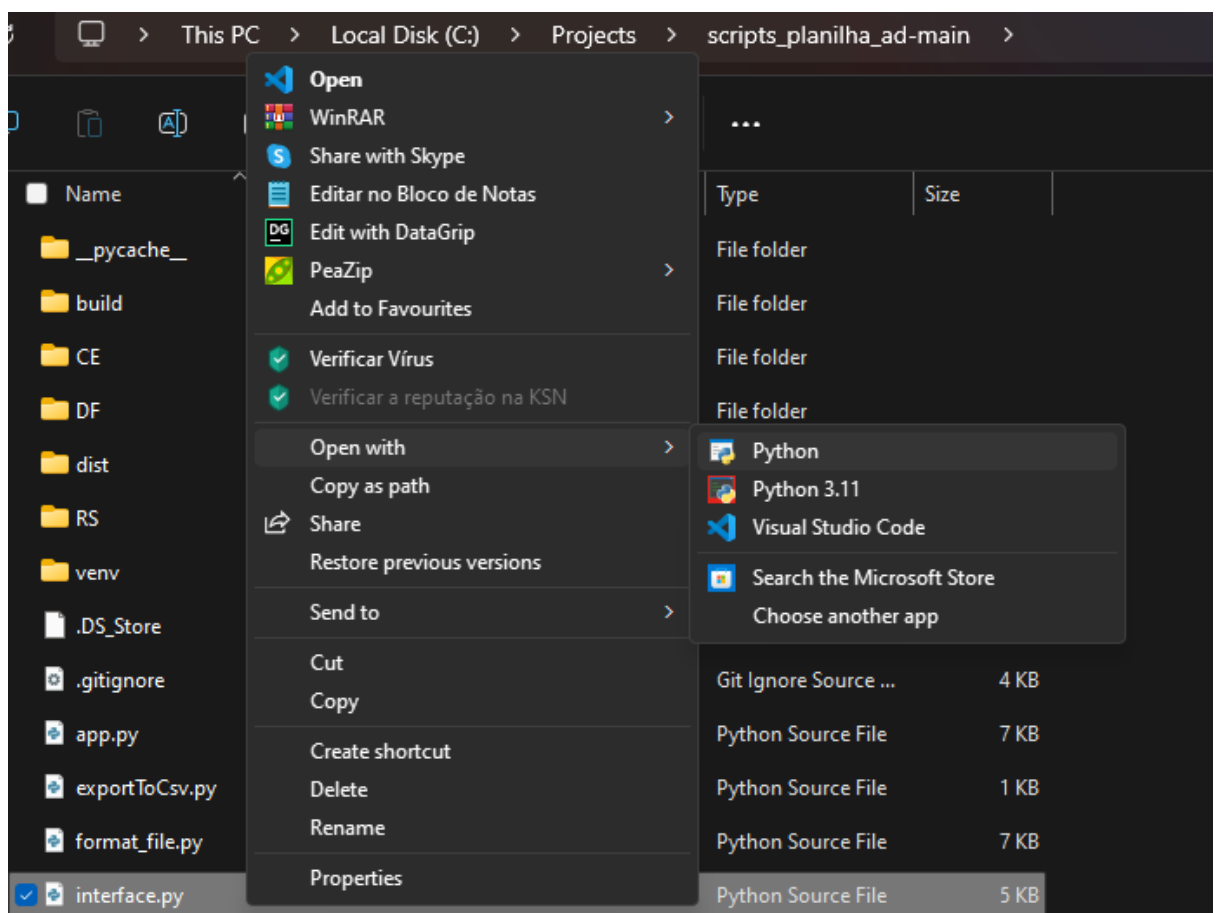 This PC > Local Disk (C:) > Projects > scripts_planilha_ad-main >
Open
WinRAR
Share with Skype
Editar no Bloco de Notas
Edit with DataGrip
PeaZip
Add to Favourites
Verificar Vírus
Verificar a reputação na KSN
Open with
Copy as path
Share
Restore previous versions
Send to
Cut
Copy
Create shortcut
Delete
Rename
Properties
Python
Python 3.11
Visual Studio Code
Search the Microsoft Store
Choose another app
Name Type Size
__pycache__ File folder
build File folder
CE File folder
DF File folder
dist
RS
venv
.DS_Store
.gitignore Git Ignore Source ... 4 KB
app.py Python Source File 7 KB
exportToCsv.py Python Source File 1 KB
format_file.py Python Source File 7 KB
interface.py Python Source File 5 KB